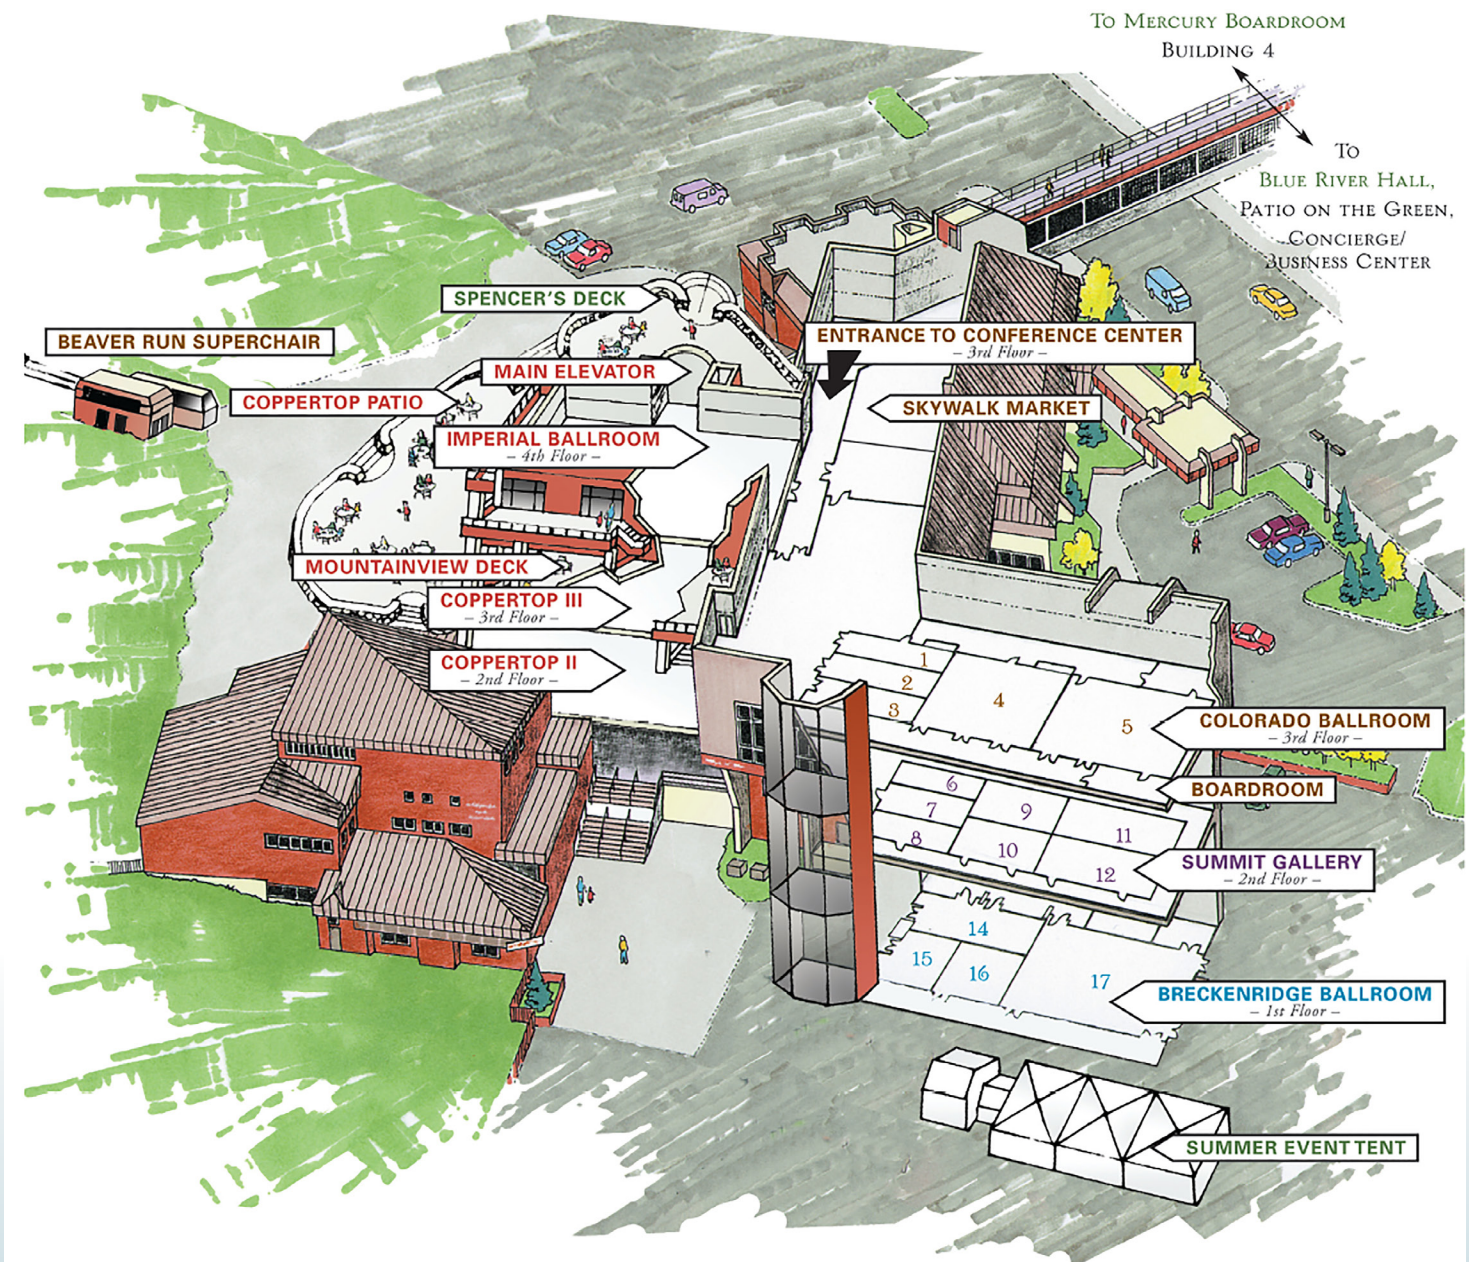 To Mercury Boardroom
Building 4
To
Blue River Hall,
Patio on the Green,
Concierge/
Business Center
SPENCER'S DECK
BEAVER RUN SUPERCHAIR
ENTRANCE TO CONFERENCE CENTER
– 3rd Floor –
MAIN ELEVATOR
COPPERTOP PATIO
SKYWALK MARKET
IMPERIAL BALLROOM
– 4th Floor –
MOUNTAINVIEW DECK
COPPERTOP III
– 3rd Floor –
COPPERTOP II
– 2nd Floor –
1
2
3
4
5
COLORADO BALLROOM
– 3rd Floor –
BOARDROOM
6
7
8
9
10
11
12
SUMMIT GALLERY
– 2nd Floor –
14
15
16
17
BRECKENRIDGE BALLROOM
– 1st Floor –
SUMMER EVENT TENT